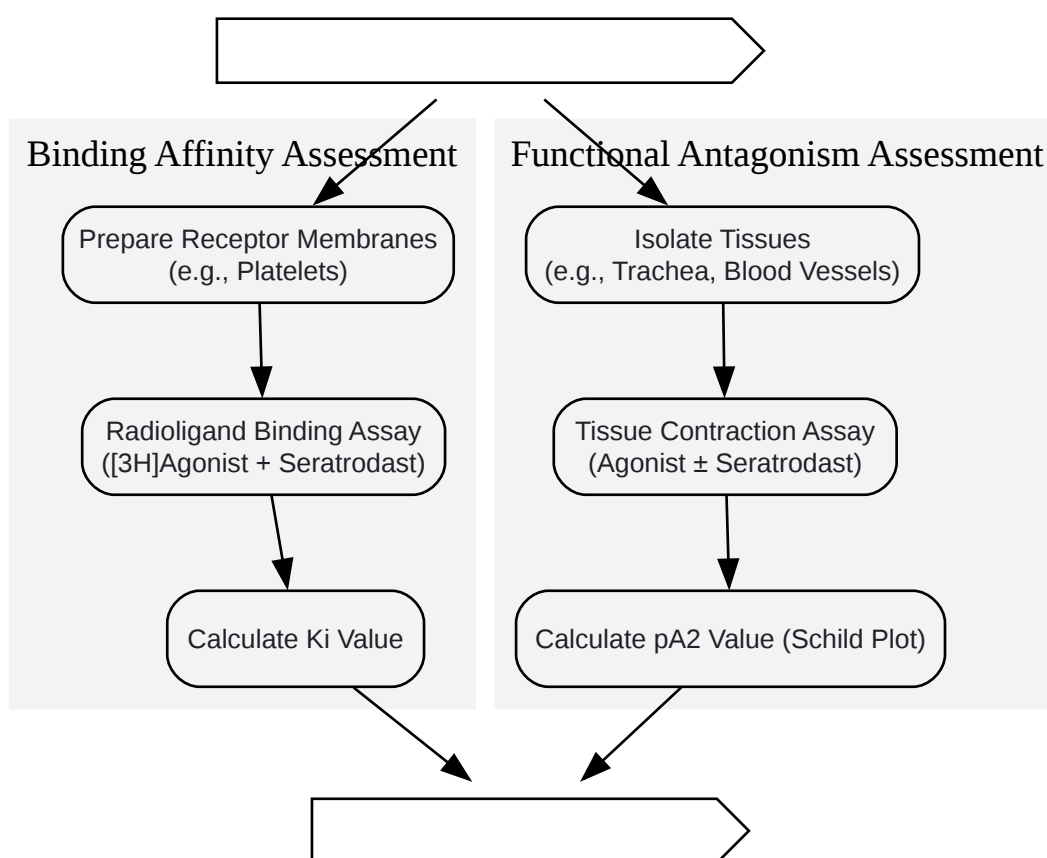 Binding Affinity Assessment
Functional Antagonism Assessment
Prepare Receptor Membranes
(e.g., Platelets)
Isolate Tissues
(e.g., Trachea, Blood Vessels)
Radioligand Binding Assay
([3H]Agonist + Seratrodast)
Tissue Contraction Assay
(Agonist ± Seratrodast)
Calculate Ki Value
Calculate pA2 Value (Schild Plot)